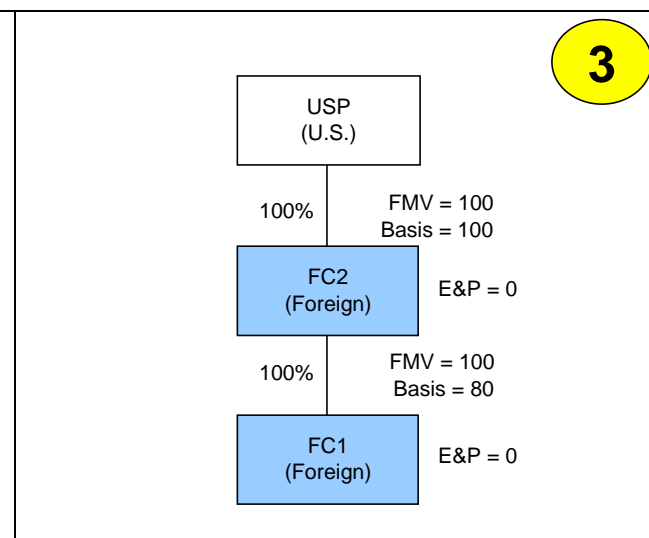 3
USP
(U.S.)
100%
FMV = 100
Basis = 100
FC2
(Foreign)
E&P = 0
100%
FMV = 100
Basis = 80
FC1
(Foreign)
E&P = 0